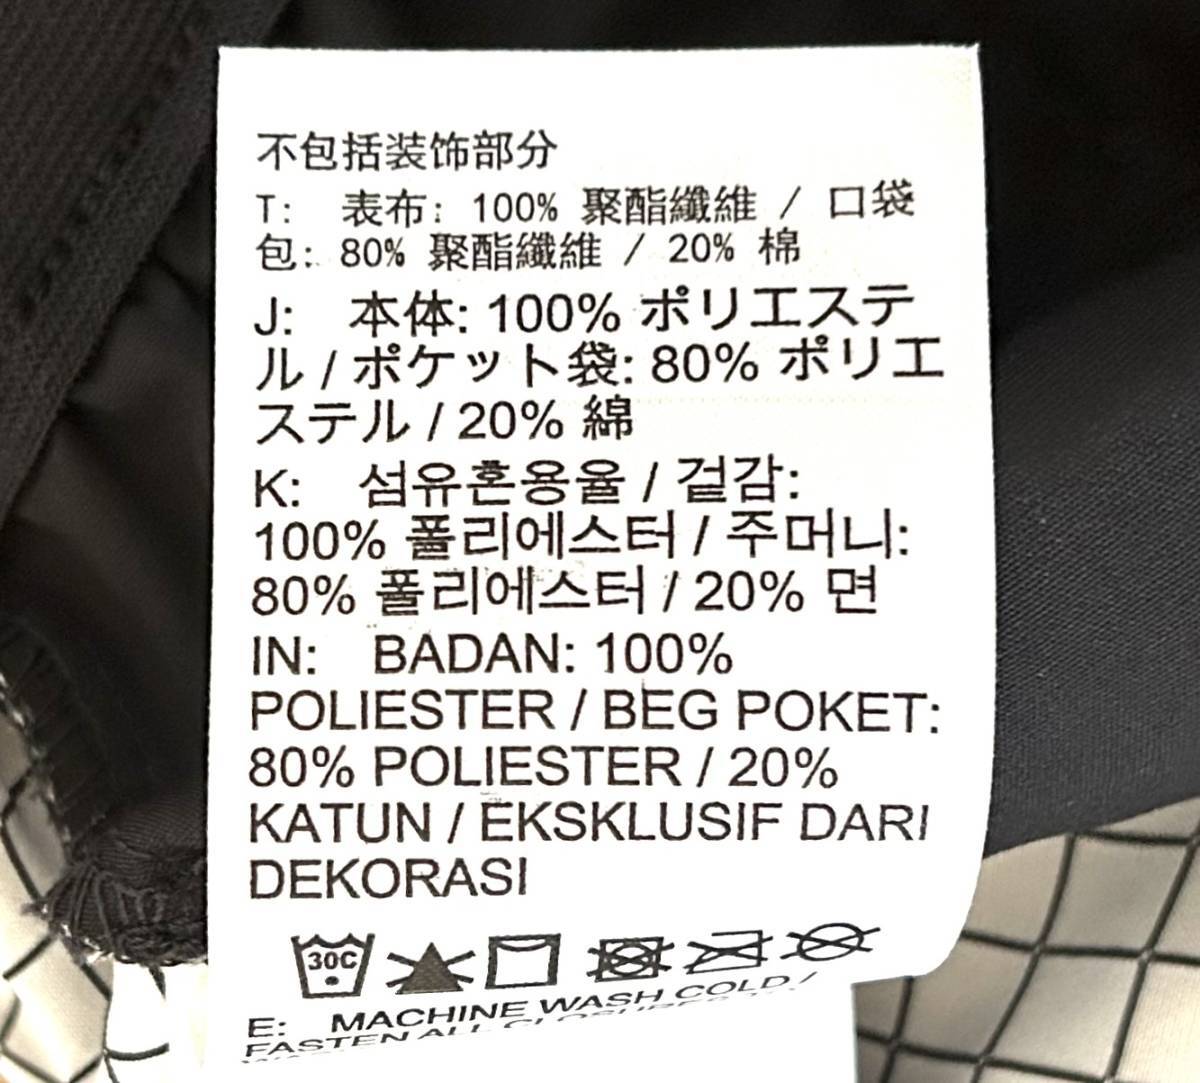 不包括装饰部分
T: 表布: 100% 聚酯纖維 / 口袋
包: 80% 聚酯纖維 / 20% 棉
J: 本体: 100% ポリエステ
ル / ポケット袋: 80% ポリエ
ステル / 20% 綿
K: 섬유혼용율 / 겉감:
100% 폴리에스터 / 주머니:
80% 폴리에스터 / 20% 면
IN: BADAN: 100%
POLIESTER / BEG POKET:
80% POLIESTER / 20%
KATUN / EKSKLUSIF DARI
DEKORASI
30C
E: MACHINE WASH COLD /
FASTEN ALL CLOSURES